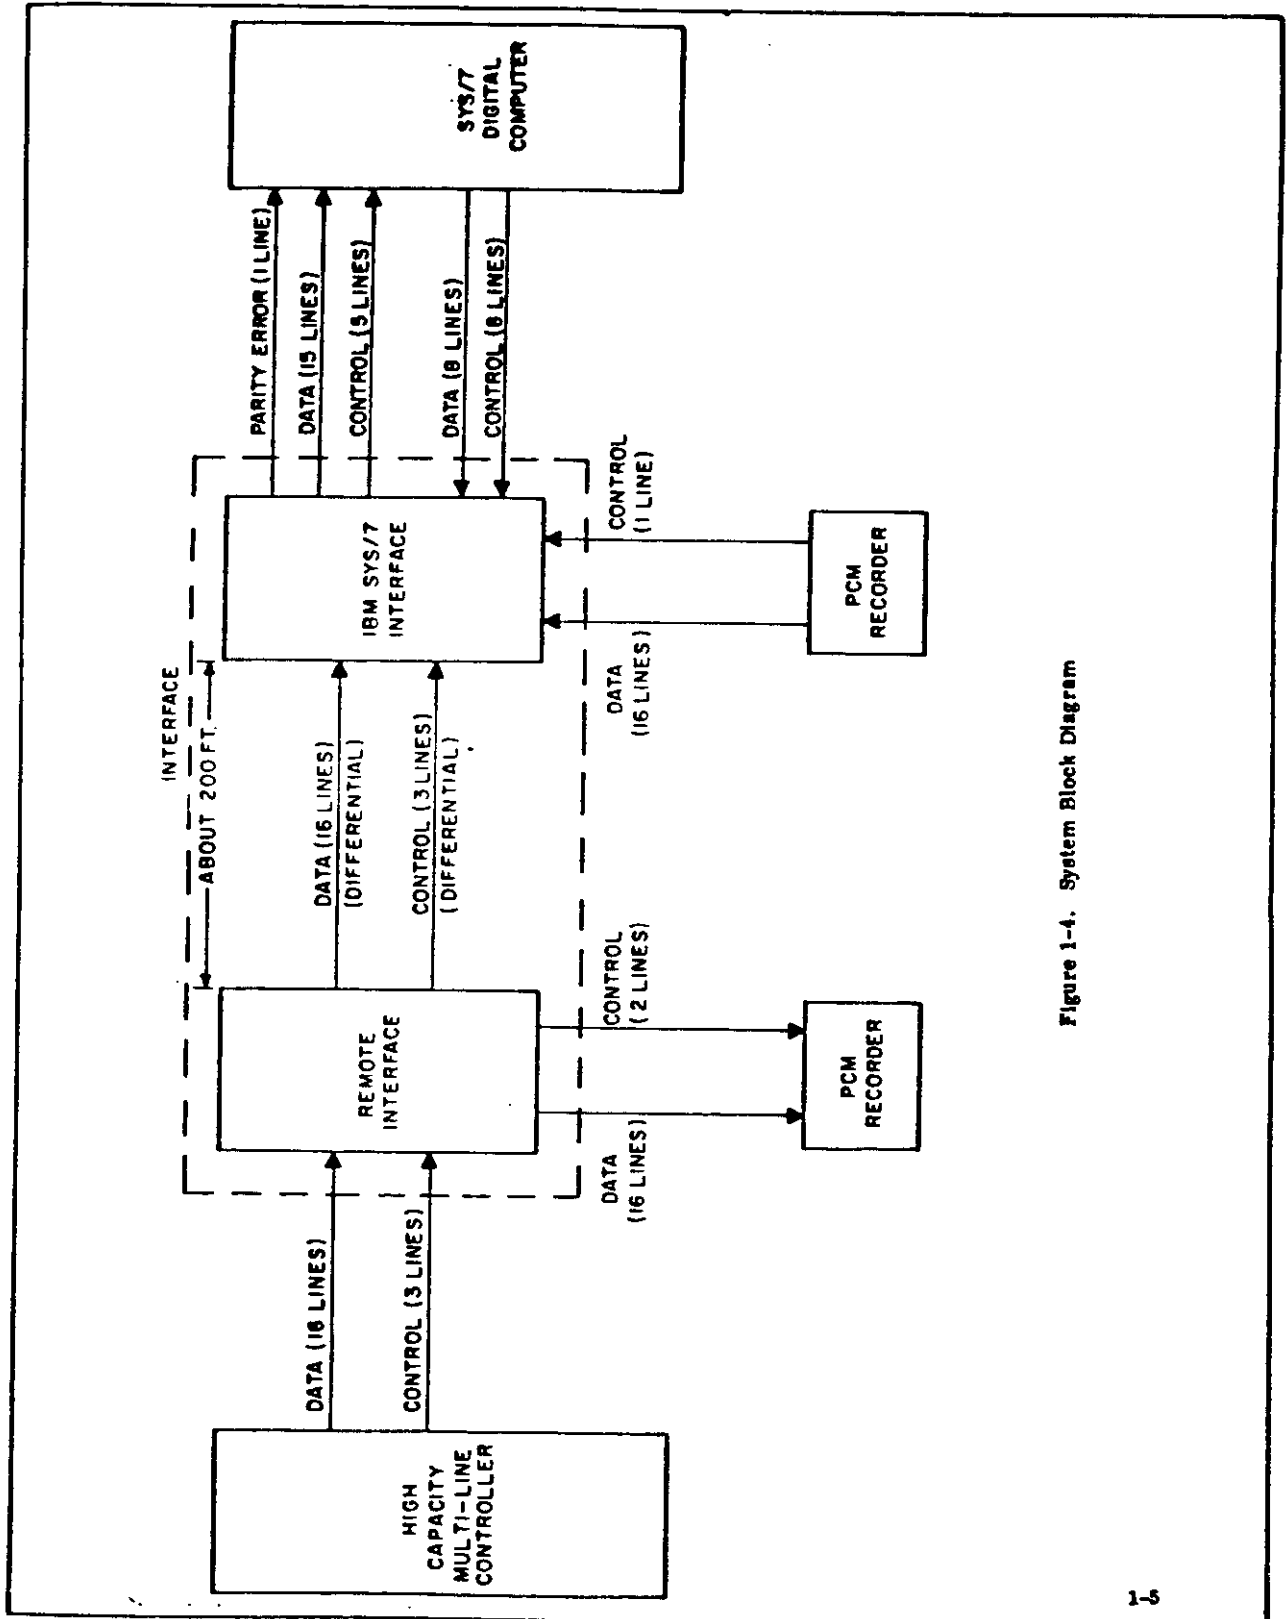 HIGH
CAPACITY
MULTI-LINE
CONTROLLER
DATA (16 LINES)
CONTROL (3 LINES)
INTERFACE
ABOUT 200 FT.
REMOTE
INTERFACE
DATA (16 LINES)
(DIFFERENTIAL)
CONTROL (3 LINES)
(DIFFERENTIAL)
IBM SYS/7
INTERFACE
PARITY ERROR (1 LINE)
DATA (15 LINES)
CONTROL (5 LINES)
DATA (8 LINES)
CONTROL (8 LINES)
SYS/7
DIGITAL
COMPUTER
DATA
(16 LINES)
CONTROL
(2 LINES)
PCM
RECORDER
DATA
(16 LINES)
CONTROL
(1 LINE)
PCM
RECORDER
Figure 1-4. System Block Diagram
1-5